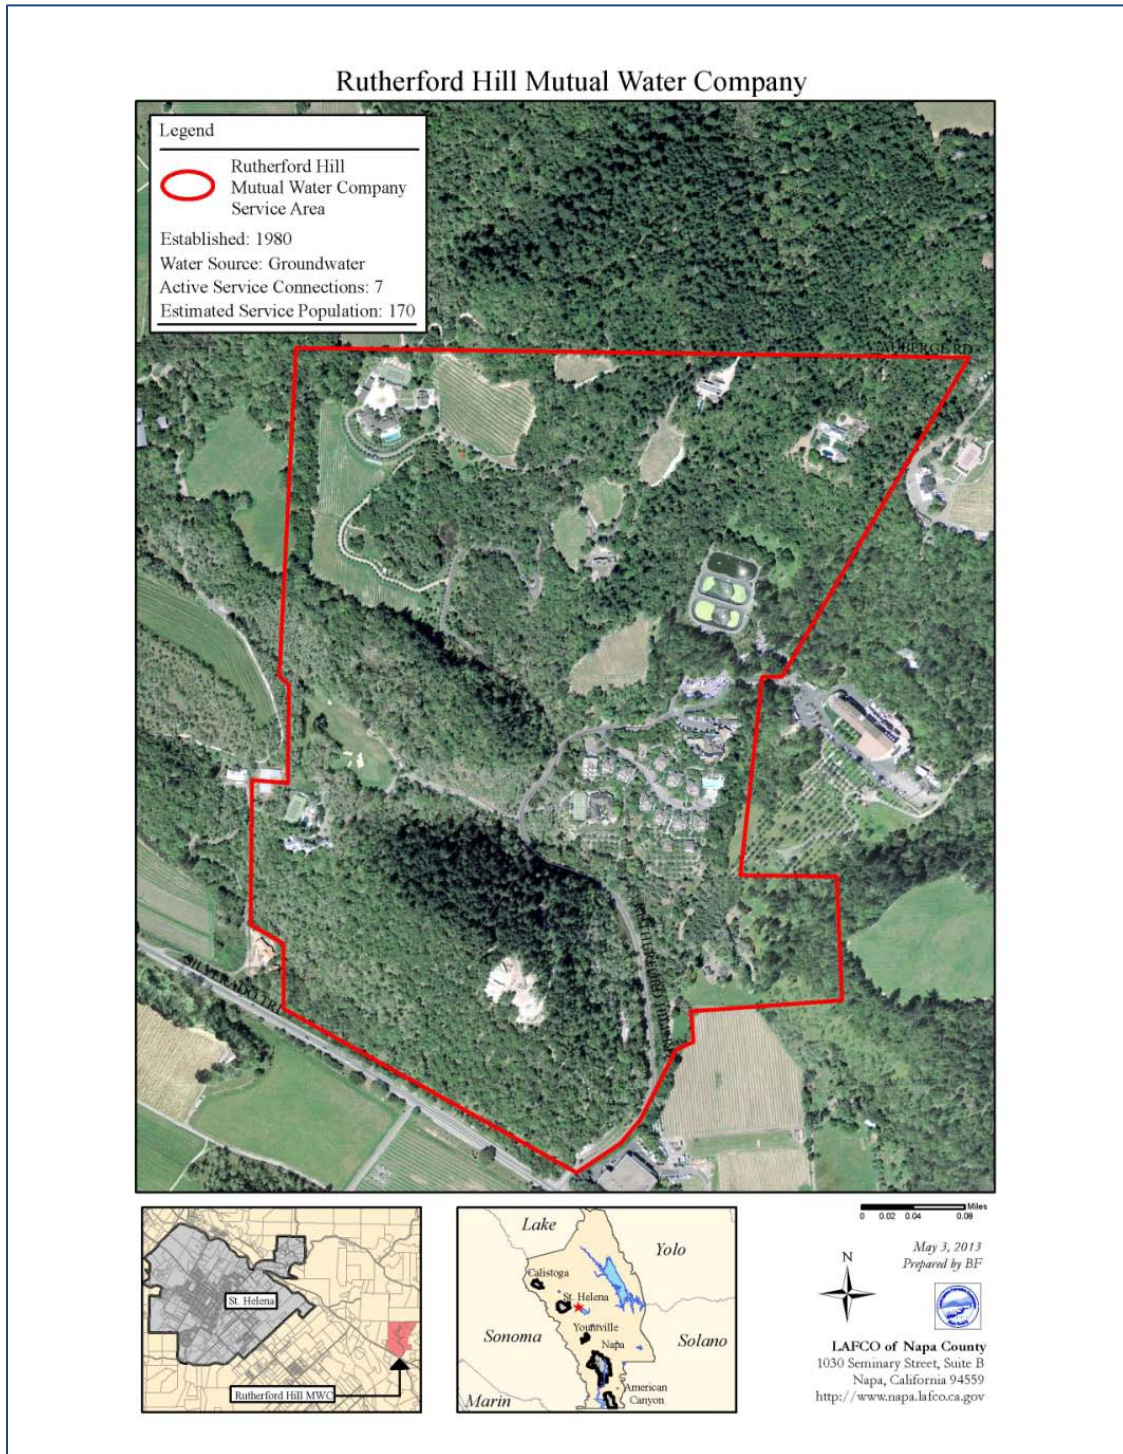 Rutherford Hill Mutual Water Company
Legend
Rutherford Hill
Mutual Water Company
Service Area
Established: 1980
Water Source: Groundwater
Active Service Connections: 7
Estimated Service Population: 170
AUBERGE RD
RUTHERFORD HILL RD
SILVERADO TRL
St. Helena
Rutherford Hill MWC
Lake
Yolo
Calistoga
St. Helena
Sonoma
Yountville
Napa
Solano
American
Canyon
Marin
Miles
0 0.02 0.04 0.08
May 3, 2013
Prepared by BF
N
LAFCO of Napa County
1030 Seminary Street, Suite B
Napa, California 94559
http://www.napa.lafco.ca.gov